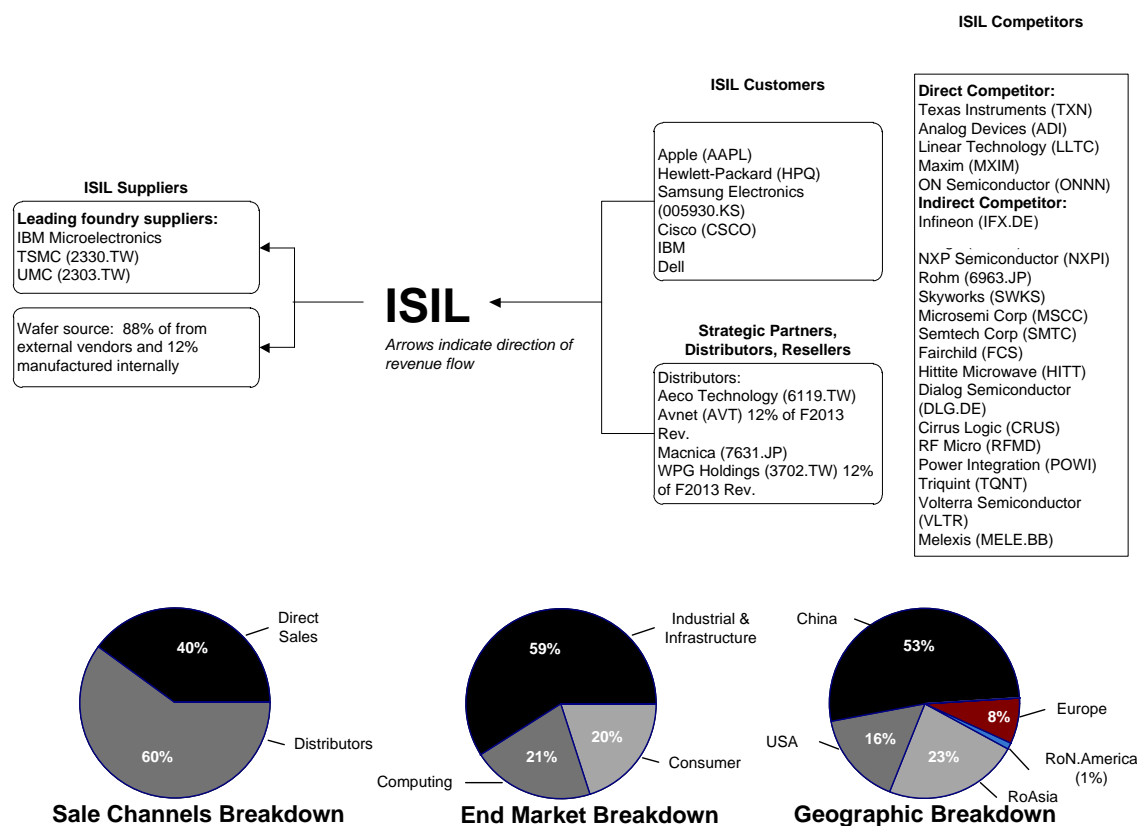 ISIL Competitors
Direct Competitor:
Texas Instruments (TXN)
Analog Devices (ADI)
Linear Technology (LLTC)
Maxim (MXIM)
ON Semiconductor (ONNN)
Indirect Competitor:
Infineon (IFX.DE)
NXP Semiconductor (NXPI)
Rohm (6963.JP)
Skyworks (SWKS)
Microsemi Corp (MSCC)
Semtech Corp (SMTC)
Fairchild (FCS)
Hittite Microwave (HITT)
Dialog Semiconductor
(DLG.DE)
Cirrus Logic (CRUS)
RF Micro (RFMD)
Power Integration (POWI)
Triquint (TQNT)
Volterra Semiconductor
(VLTR)
Melexis (MELE.BB)
ISIL Customers
Apple (AAPL)
Hewlett-Packard (HPQ)
Samsung Electronics
(005930.KS)
Cisco (CSCO)
IBM
Dell
ISIL Suppliers
Leading foundry suppliers:
IBM Microelectronics
TSMC (2330.TW)
UMC (2303.TW)
Wafer source:  88% of from
external vendors and 12%
manufactured internally
ISIL
Arrows indicate direction of
revenue flow
Strategic Partners,
Distributors, Resellers
Distributors:
Aeco Technology (6119.TW)
Avnet (AVT) 12% of F2013
Rev.
Macnica (7631.JP)
WPG Holdings (3702.TW) 12%
of F2013 Rev.
Direct
Sales
40%
Distributors
60%
Sale Channels Breakdown
Industrial &
Infrastructure
59%
20%
Consumer
21%
Computing
End Market Breakdown
China
53%
8%
Europe
USA
16%
23%
RoN.America
(1%)
RoAsia
Geographic Breakdown